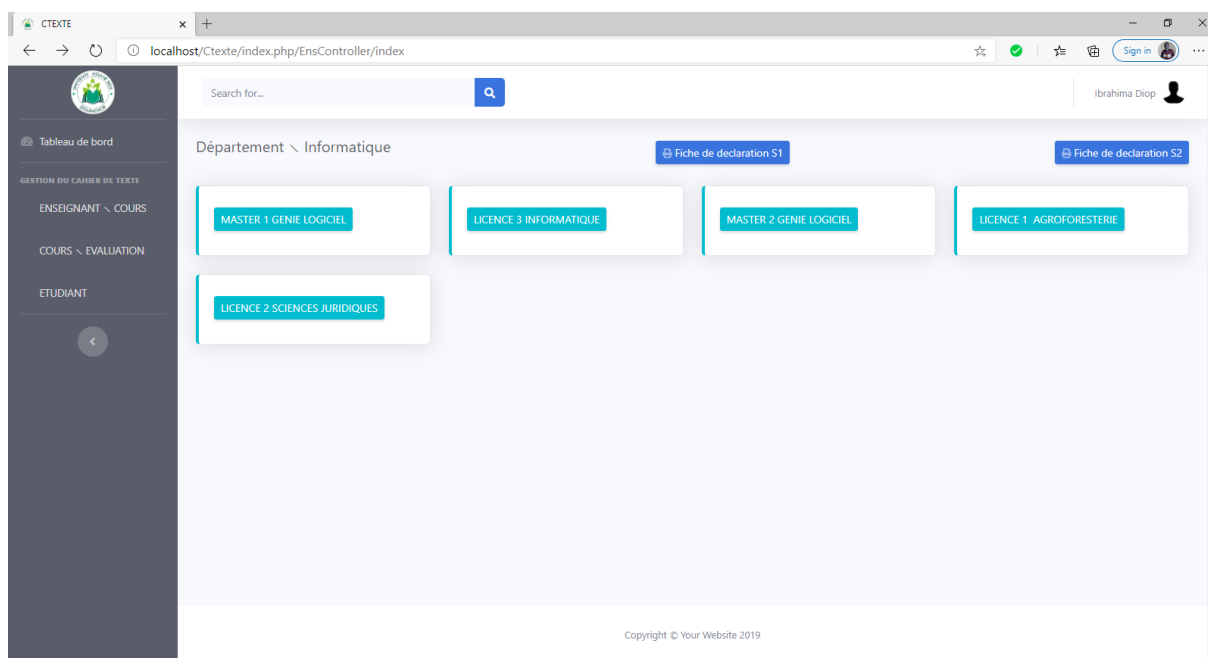 CTEXTE
localhost/Ctexte/index.php/EnsController/index
Sign in
Search for...
Ibrahima Diop
Tableau de bord
GESTION DU CAHIER DE TEXTE
ENSEIGNANT \ COURS
COURS \ EVALUATION
ETUDIANT
Département \ Informatique
Fiche de declaration S1
Fiche de declaration S2
MASTER 1 GENIE LOGICIEL
LICENCE 3 INFORMATIQUE
MASTER 2 GENIE LOGICIEL
LICENCE 1 AGROFORESTERIE
LICENCE 2 SCIENCES JURIDIQUES
Copyright © Your Website 2019